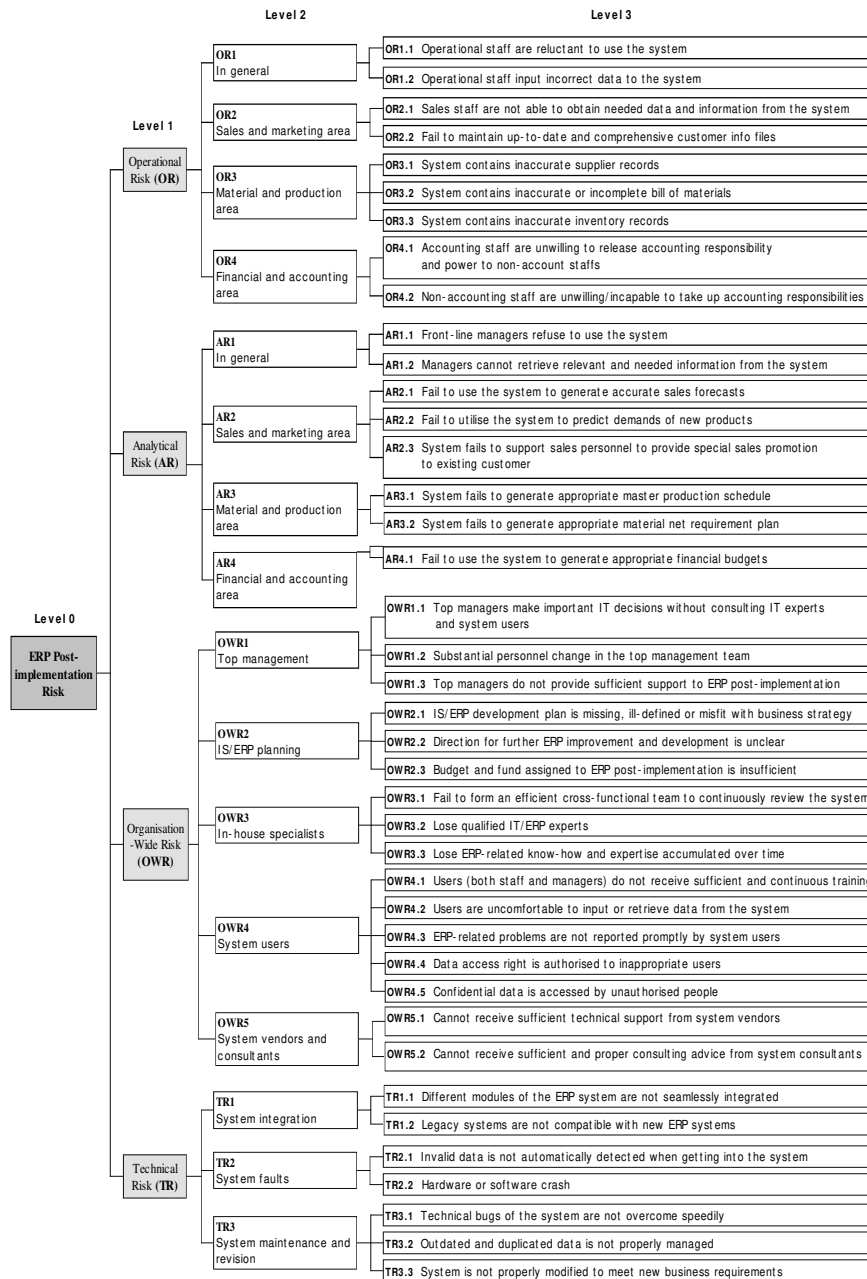 Level 2
Level 3
OR1
In general
OR1.1 Operational staff are reluctant to use the system
OR1.2 Operational staff input incorrect data to the system
Level 1
OR2
Sales and marketing area
OR2.1 Sales staff are not able to obtain needed data and information from the system
OR2.2 Fail to maintain up-to-date and comprehensive customer info files
Operational
Risk (OR)
OR3
Material and production
area
OR3.1 System contains inaccurate supplier records
OR3.2 System contains inaccurate or incomplete bill of materials
OR3.3 System contains inaccurate inventory records
OR4
Financial and accounting
area
OR4.1 Accounting staff are unwilling to release accounting responsibility
and power to non-account staffs
OR4.2 Non-accounting staff are unwilling/incapable to take up accounting responsibilities
AR1
In general
AR1.1 Front-line managers refuse to use the system
AR1.2 Managers cannot retrieve relevant and needed information from the system
AR2
Sales and marketing area
AR2.1 Fail to use the system to generate accurate sales forecasts
AR2.2 Fail to utilise the system to predict demands of new products
AR2.3 System fails to support sales personnel to provide special sales promotion
to existing customer
Analytical
Risk (AR)
AR3
Material and production
area
AR3.1 System fails to generate appropriate master production schedule
AR3.2 System fails to generate appropriate material net requirement plan
AR4
Financial and accounting
area
AR4.1 Fail to use the system to generate appropriate financial budgets
Level 0
ERP Post-
implementation
Risk
OWR1
Top management
OWR1.1 Top managers make important IT decisions without consulting IT experts
and system users
OWR1.2 Substantial personnel change in the top management team
OWR1.3 Top managers do not provide sufficient support to ERP post-implementation
OWR2
IS/ERP planning
OWR2.1 IS/ERP development plan is missing, ill-defined or misfit with business strategy
OWR2.2 Direction for further ERP improvement and development is unclear
OWR2.3 Budget and fund assigned to ERP post-implementation is insufficient
Organisation
-Wide Risk
(OWR)
OWR3
In-house specialists
OWR3.1 Fail to form an efficient cross-functional team to continuously review the system
OWR3.2 Lose qualified IT/ERP experts
OWR3.3 Lose ERP-related know-how and expertise accumulated over time
OWR4
System users
OWR4.1 Users (both staff and managers) do not receive sufficient and continuous training
OWR4.2 Users are uncomfortable to input or retrieve data from the system
OWR4.3 ERP-related problems are not reported promptly by system users
OWR4.4 Data access right is authorised to inappropriate users
OWR4.5 Confidential data is accessed by unauthorised people
OWR5
System vendors and
consultants
OWR5.1 Cannot receive sufficient technical support from system vendors
OWR5.2 Cannot receive sufficient and proper consulting advice from system consultants
TR1
System integration
TR1.1 Different modules of the ERP system are not seamlessly integrated
TR1.2 Legacy systems are not compatible with new ERP systems
Technical
Risk (TR)
TR2
System faults
TR2.1 Invalid data is not automatically detected when getting into the system
TR2.2 Hardware or software crash
TR3
System maintenance and
revision
TR3.1 Technical bugs of the system are not overcome speedily
TR3.2 Outdated and duplicated data is not properly managed
TR3.3 System is not properly modified to meet new business requirements